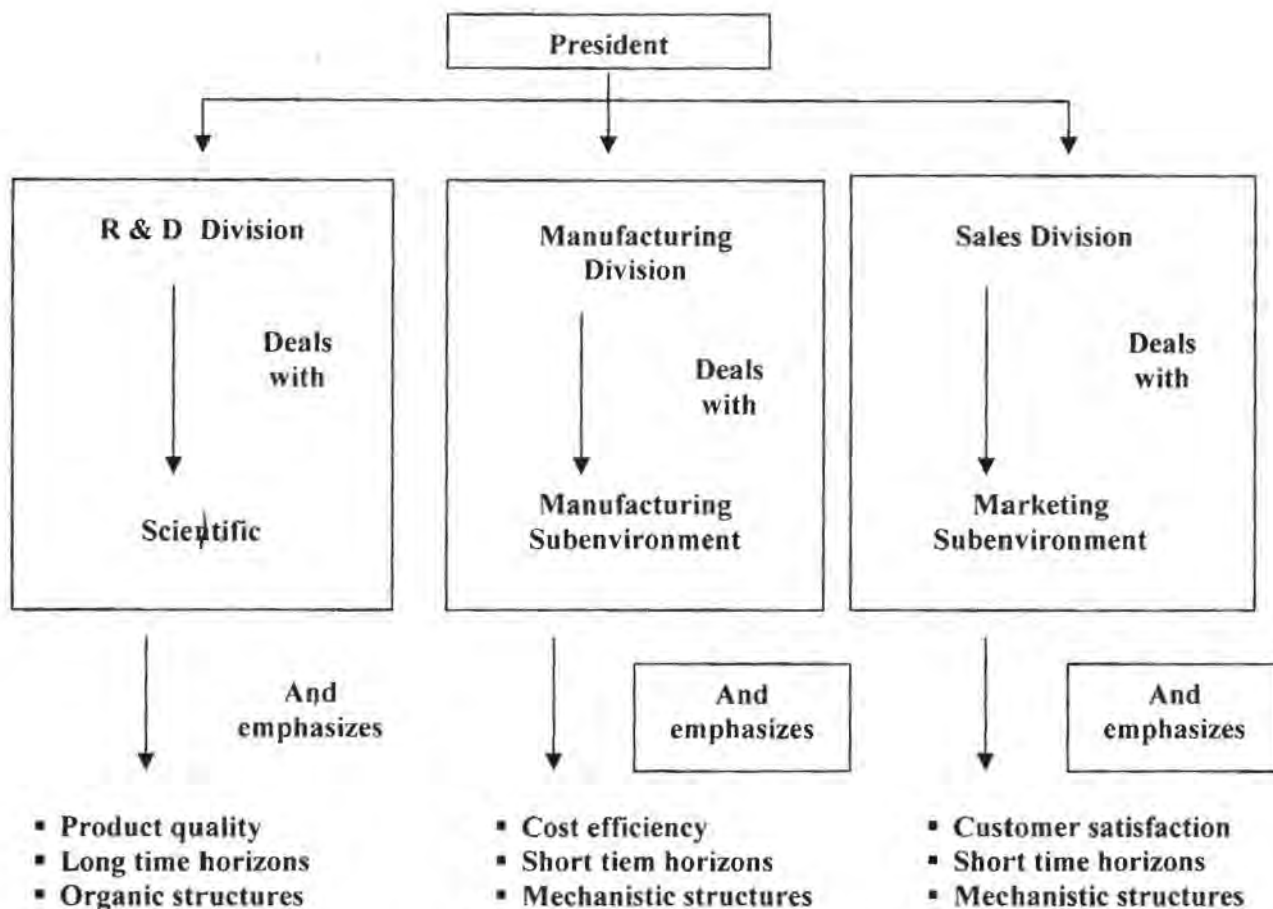 President
R & D Division
Deals
with
Scientific
And
emphasizes
▪ Product quality
▪ Long time horizons
▪ Organic structures
Manufacturing
Division
Deals
with
Manufacturing
Subenvironment
And
emphasizes
▪ Cost efficiency
▪ Short tiem horizons
▪ Mechanistic structures
Sales Division
Deals
with
Marketing
Subenvironment
And
emphasizes
▪ Customer satisfaction
▪ Short time horizons
▪ Mechanistic structures